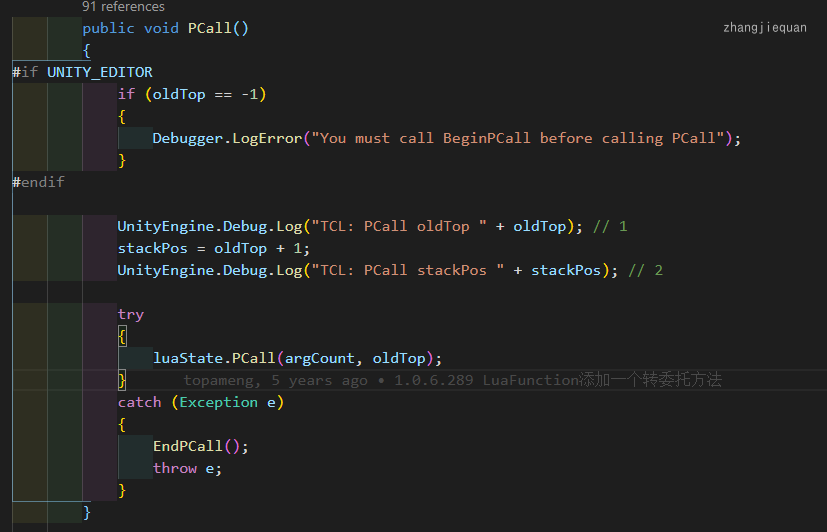 91 references
public void PCall()
zhangjiequan
{
#if UNITY_EDITOR
if (oldTop == -1)
{
Debugger.LogError("You must call BeginPCall before calling PCall");
}
#endif
UnityEngine.Debug.Log("TCL: PCall oldTop " + oldTop); // 1
stackPos = oldTop + 1;
UnityEngine.Debug.Log("TCL: PCall stackPos " + stackPos); // 2
try
{
luaState.PCall(argCount, oldTop);
} topameng, 5 years ago • 1.0.6.289 LuaFunction添加一个转委托方法
catch (Exception e)
{
EndPCall();
throw e;
}
}